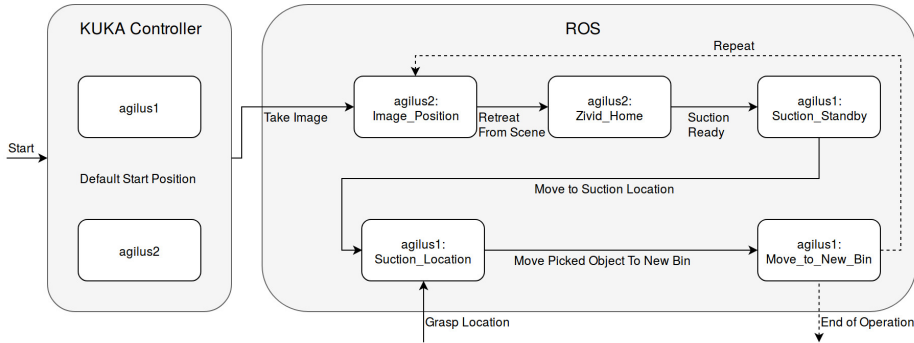 KUKA Controller
ROS
Repeat
agilus1
agilus2:
Image_Position
agilus2:
Zivid_Home
agilus1:
Suction_Standby
Take Image
Retreat
From Scene
Suction
Ready
Start
Default Start Position
Move to Suction Location
agilus2
agilus1:
Suction_Location
Move Picked Object To New Bin
agilus1:
Move_to_New_Bin
Grasp Location
End of Operation